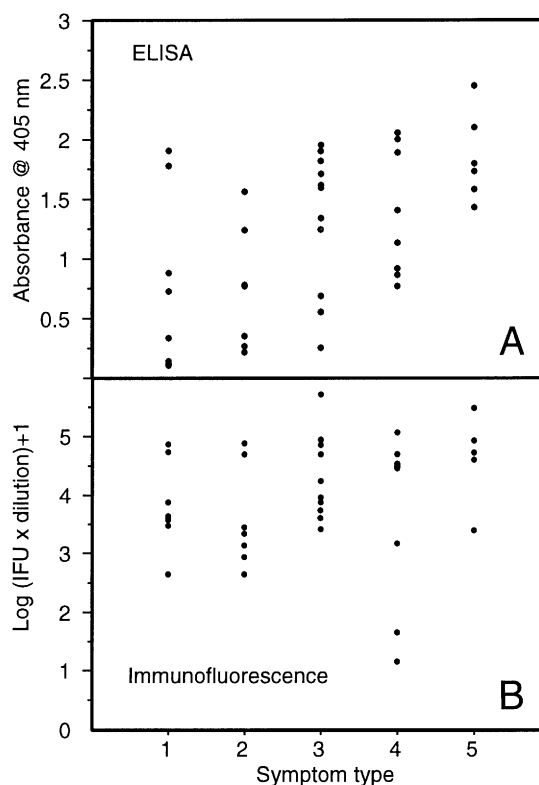 3
ELISA
2.5
2
Absorbance @ 405 nm
1.5
1
0.5
A
5
4
Log (IFU x dilution)+1
3
2
1
Immunofluorescence
B
0
1 2 3 4 5
Symptom type